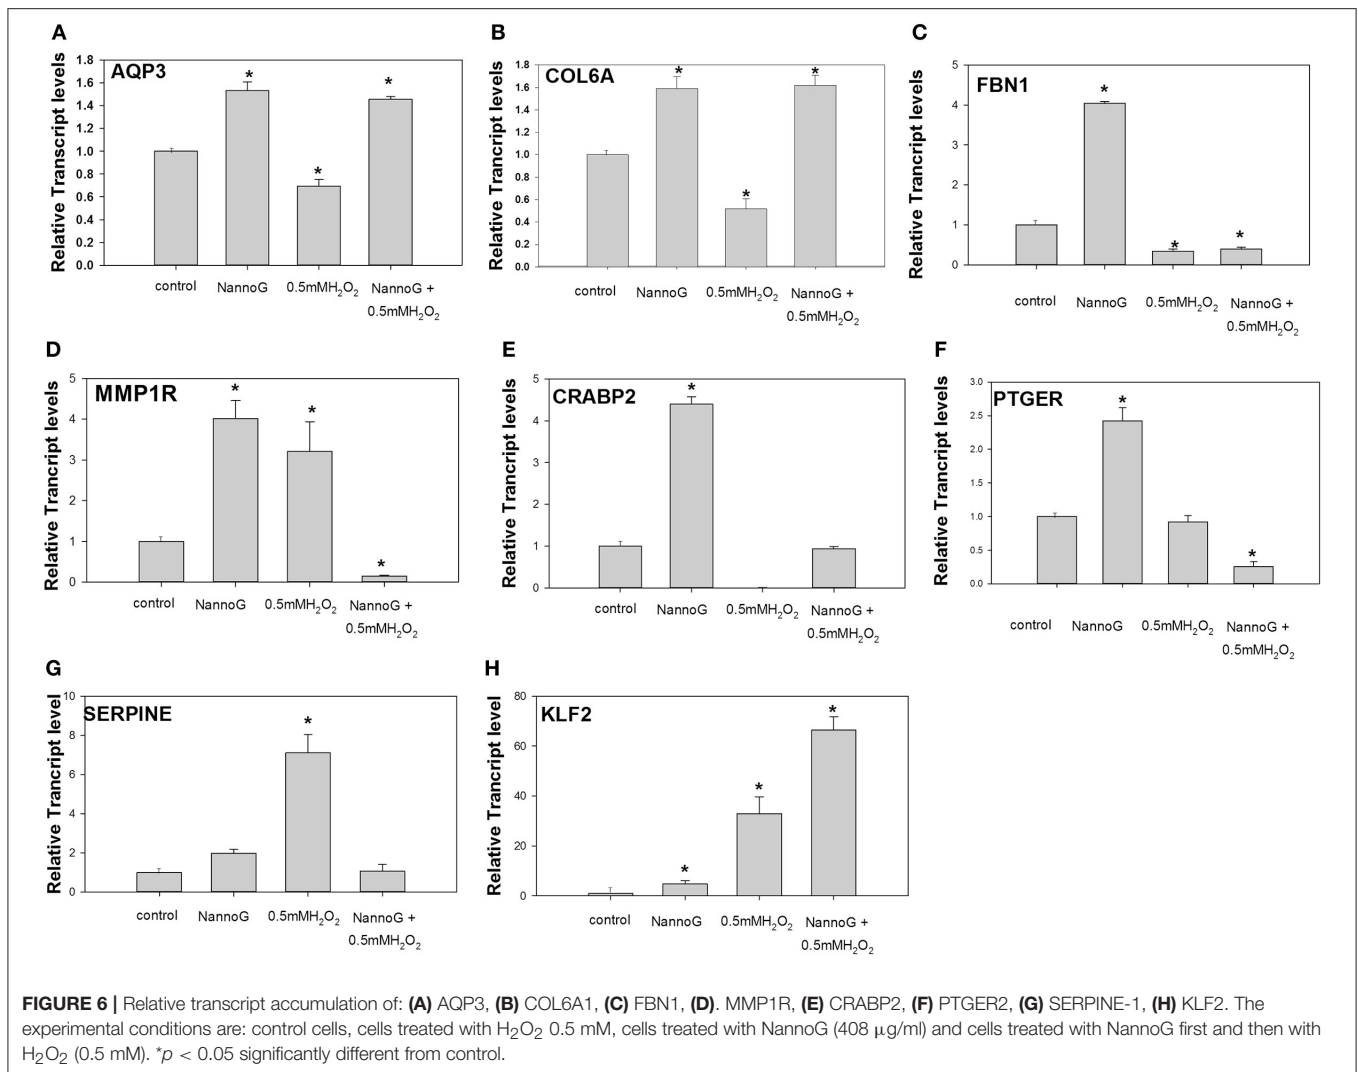 A
AQP3
Relative Transcript levels
1.8
1.6
1.4
1.2
1.0
0.8
0.6
0.4
0.2
0.0
*
*
*
control
NannoG
0.5mMH₂O₂
NannoG +
0.5mMH₂O₂
B
COL6A
Relative Transcript levels
1.8
1.6
1.4
1.2
1.0
0.8
0.6
0.4
0.2
0.0
*
*
*
control
NannoG
0.5mMH₂O₂
NannoG +
0.5mMH₂O₂
C
FBN1
Relative Trancript levels
5
4
3
2
1
0
*
*
*
control
NannoG
0.5mMH₂O₂
NannoG +
0.5mMH₂O₂
D
MMP1R
Relative Trancript levels
5
4
3
2
1
0
*
*
*
control
NannoG
0.5mMH₂O₂
NannoG +
0.5mMH₂O₂
E
CRABP2
Relative Trancript levels
5
4
3
2
1
0
*
control
NannoG
0.5mMH₂O₂
NannoG +
0.5mMH₂O₂
F
PTGER
Relative Trancript levels
3.0
2.5
2.0
1.5
1.0
0.5
0.0
*
*
control
NannoG
0.5mMH₂O₂
NannoG +
0.5mMH₂O₂
G
SERPINE
Relative Trancript level
10
8
6
4
2
0
*
control
NannoG
0.5mMH₂O₂
NannoG +
0.5mMH₂O₂
H
KLF2
Relative Trancript level
80
60
40
20
0
*
*
*
control
NannoG
0.5mMH₂O₂
NannoG +
0.5mMH₂O₂
FIGURE 6 | Relative transcript accumulation of: (A) AQP3, (B) COL6A1, (C) FBN1, (D). MMP1R, (E) CRABP2, (F) PTGER2, (G) SERPINE-1, (H) KLF2. The
experimental conditions are: control cells, cells treated with H₂O₂ 0.5 mM, cells treated with NannoG (408 μg/ml) and cells treated with NannoG first and then with
H₂O₂ (0.5 mM). *p < 0.05 significantly different from control.